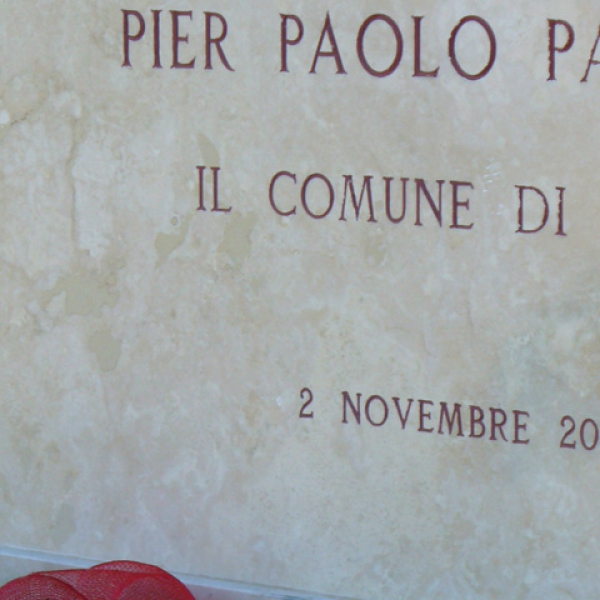 PIER PAOLO PA
IL COMUNE DI
2 NOVEMBRE 20